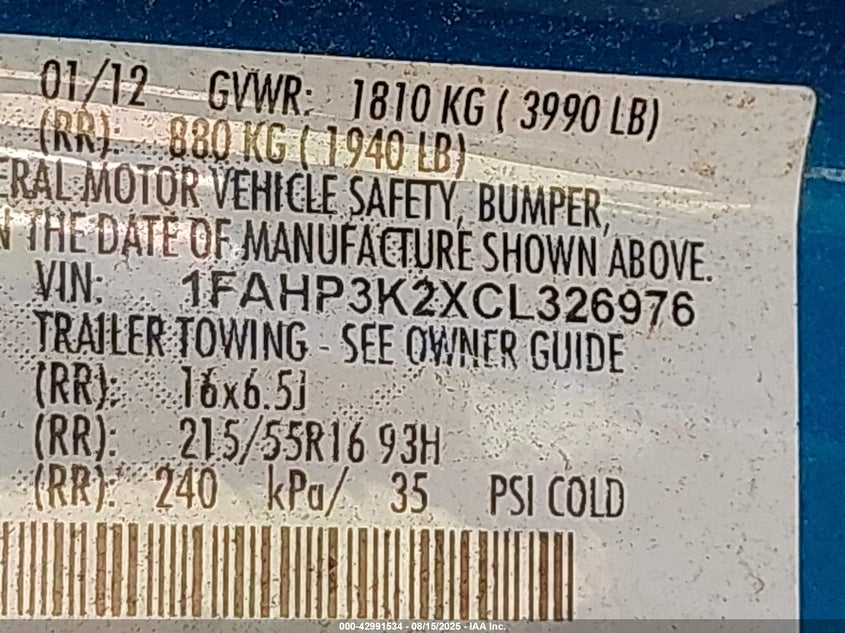 01/12 GVWR: 1810 KG ( 3990 LB)
(RR): 880 KG ( 1940 LB)
ERAL MOTOR VEHICLE SAFETY, BUMPER,
N THE DATE OF MANUFACTURE SHOWN ABOVE.
VIN: 1FAHP3K2XCL326976
TRAILER TOWING - SEE OWNER GUIDE
(RR): 16x6.5J
(RR): 215/55R16 93H
(RR): 240 kPa/ 35 PSI COLD
000-42991534 - 08/15/2025 - IAA Inc.